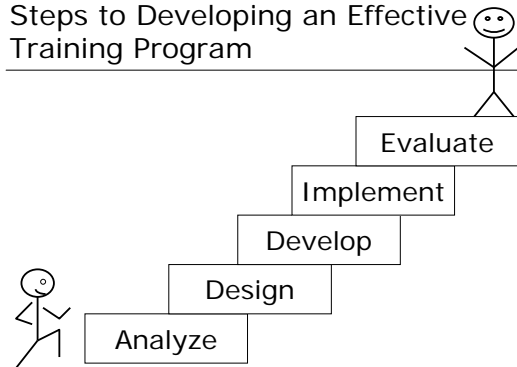 Steps to Developing an Effective
Training Program
Evaluate
Implement
Develop
Design
Analyze